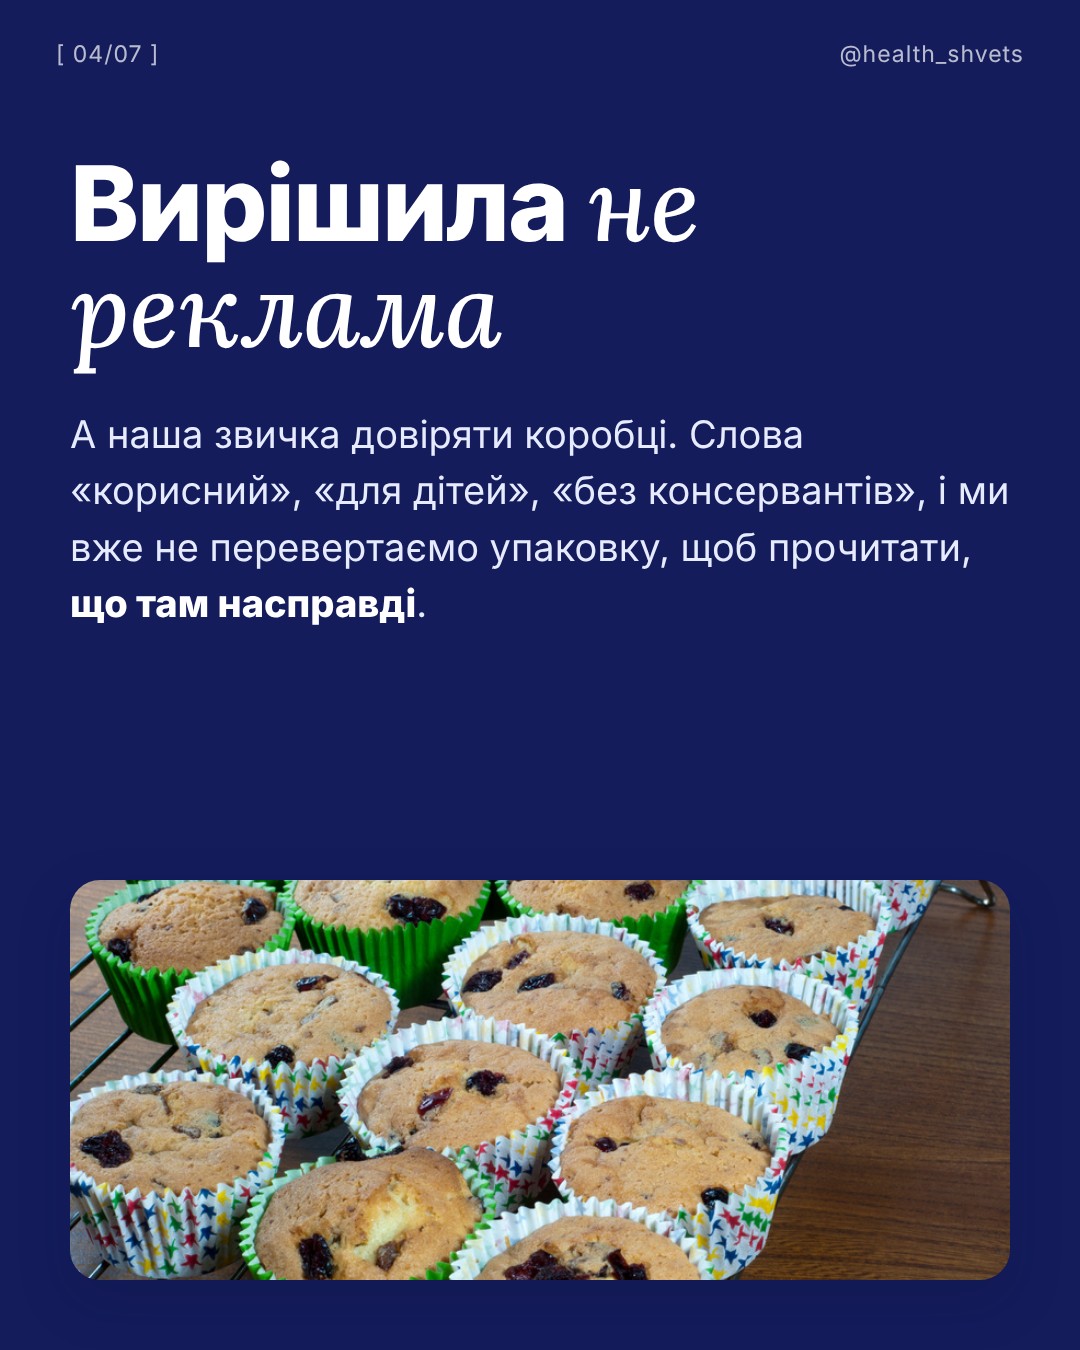 [ 04/07 ]
@health_shvets
Вирішила не
реклама
А наша звичка довіряти коробці. Слова
«корисний», «для дітей», «без консервантів», і ми
вже не перевертаємо упаковку, щоб прочитати,
що там насправді.